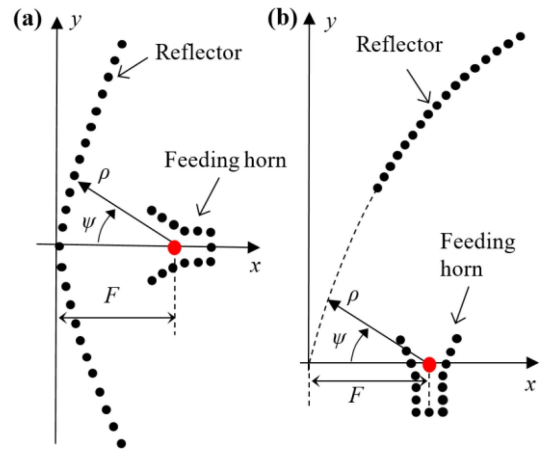 (a)
y
Reflector
ρ
Feeding horn
ψ
x
F
(b)
y
Reflector
Feeding
horn
ρ
ψ
F
x